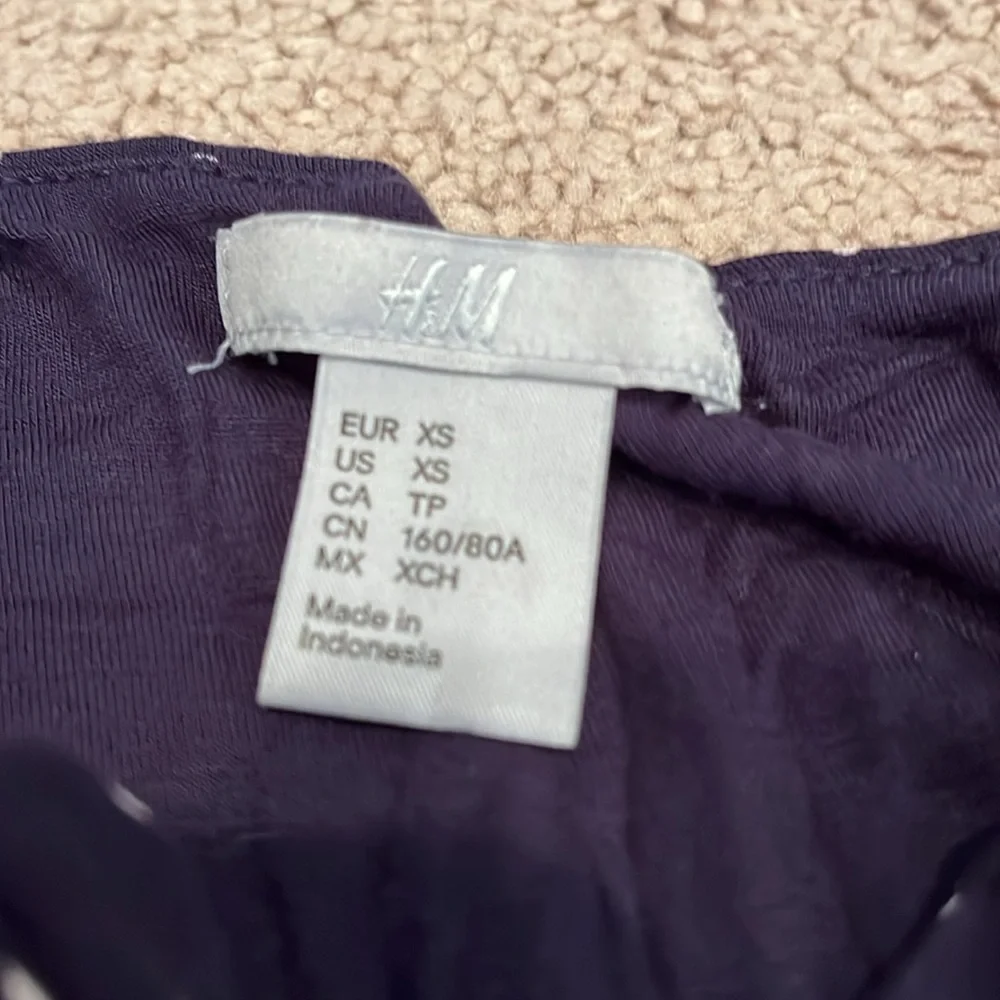 H&M
EUR XS
US XS
CA TP
CN 160/80A
MX XCH
Made in
Indonesia